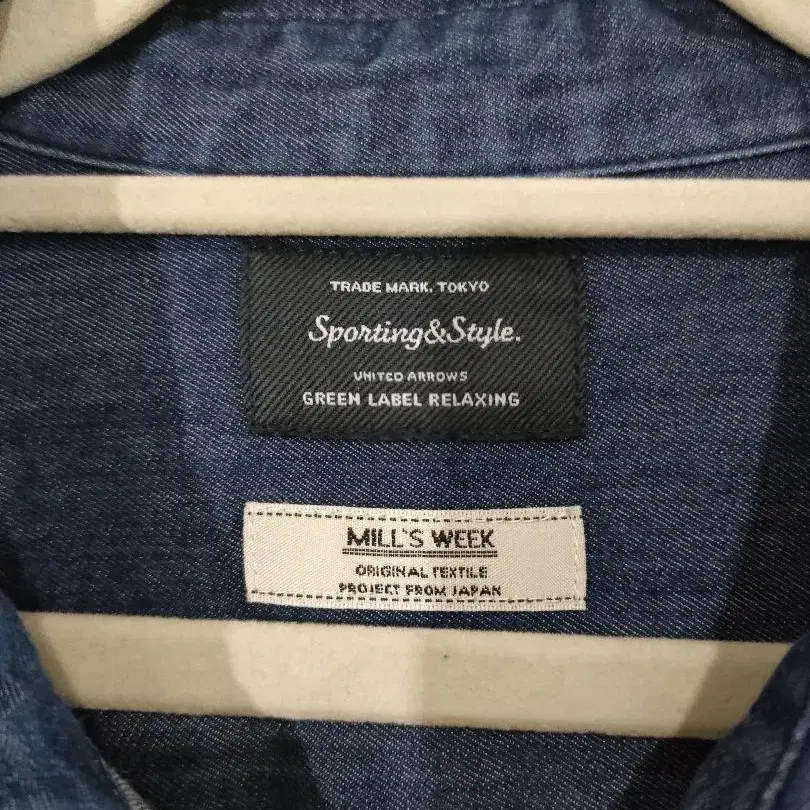 TRADE MARK. TOKYO
Sporting&Style.
UNITED ARROWS
GREEN LABEL RELAXING
MILL'S WEEK
ORIGINAL TEXTILE
PROJECT FROM JAPAN